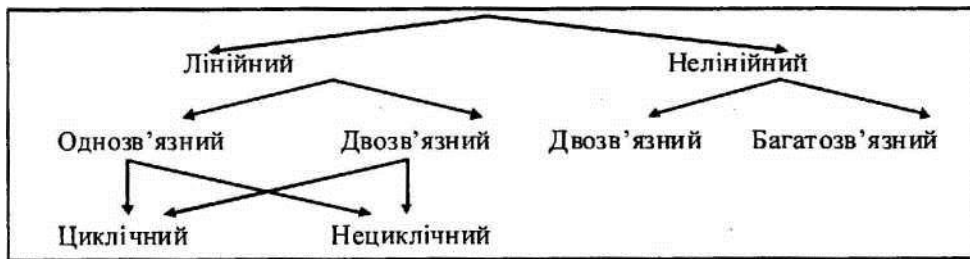 Лінійний Нелінійний
Однозв’язний Двозв’язний Двозв’язний Багатозв’язний
Циклічний Нециклічний